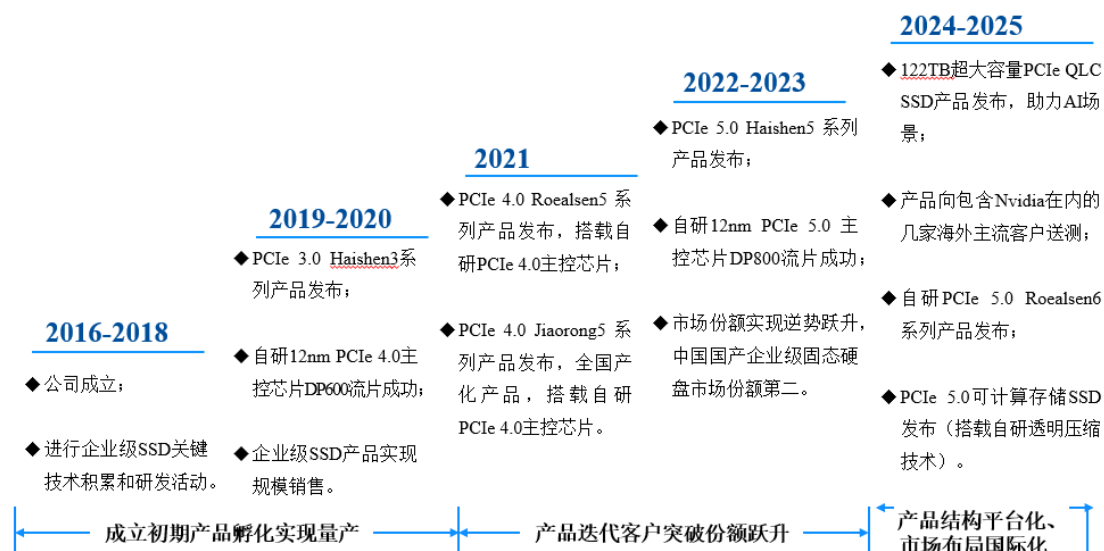 2016-2018
◆公司成立；
◆进行企业级SSD关键
技术积累和研发活动。
2019-2020
◆PCIe 3.0 Haishen3系
列产品发布；
◆自研12nm PCIe 4.0主
控芯片DP600流片成功；
◆企业级SSD产品实现
规模销售。
2021
◆PCIe 4.0 Roealsen5 系
列产品发布，搭载自
研PCIe 4.0主控芯片；
◆PCIe 4.0 Jiaorong5 系
列产品发布，全国产
化产品，搭载自研
PCIe 4.0主控芯片。
2022-2023
◆PCIe 5.0 Haishen5 系列
产品发布；
◆自研12nm PCIe 5.0 主
控芯片DP800流片成功；
◆市场份额实现逆势跃升，
中国国产企业级固态硬
盘市场份额第二。
2024-2025
◆122TB超大容量PCIe QLC
SSD产品发布，助力AI场
景；
◆产品向包含Nvidia在内的
几家海外主流客户送测；
◆自研PCIe 5.0 Roealsen6
系列产品发布；
◆PCIe 5.0可计算存储SSD
发布（搭载自研透明压缩
技术）。
成立初期产品孵化实现量产
产品迭代客户突破份额跃升
产品结构平台化、
市场布局国际化